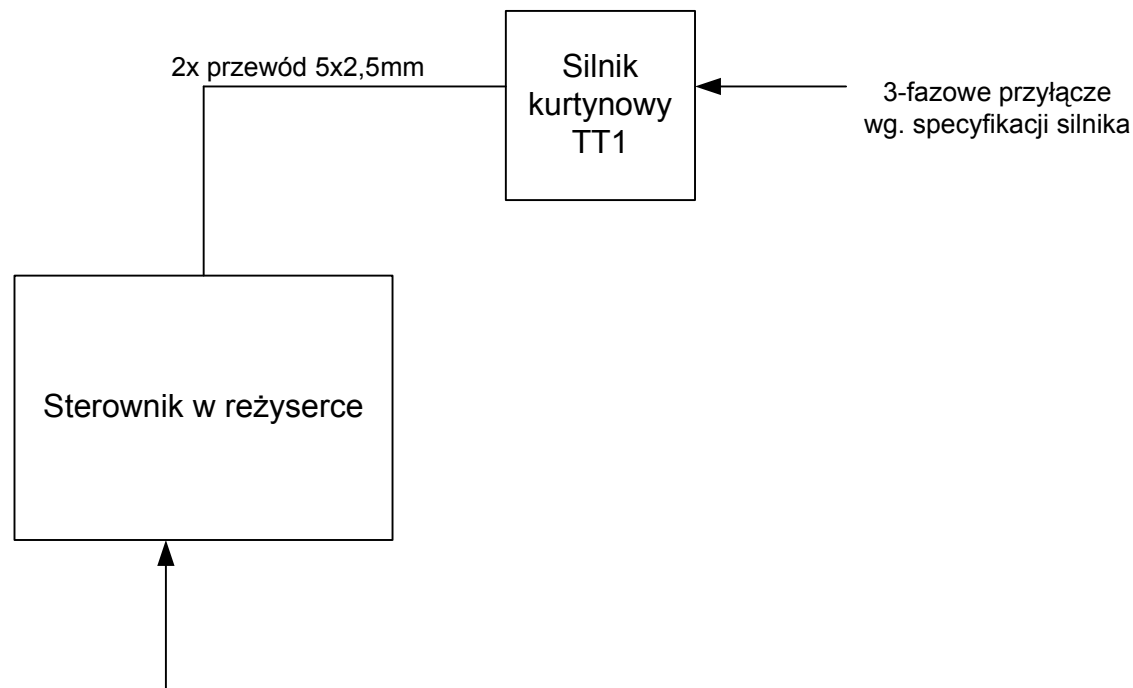 2x przewód 5x2,5mm
Silnik
kurtynowy
TT1
3-fazowe przyłącze
wg. specyfikacji silnika
Sterownik w reżyserce